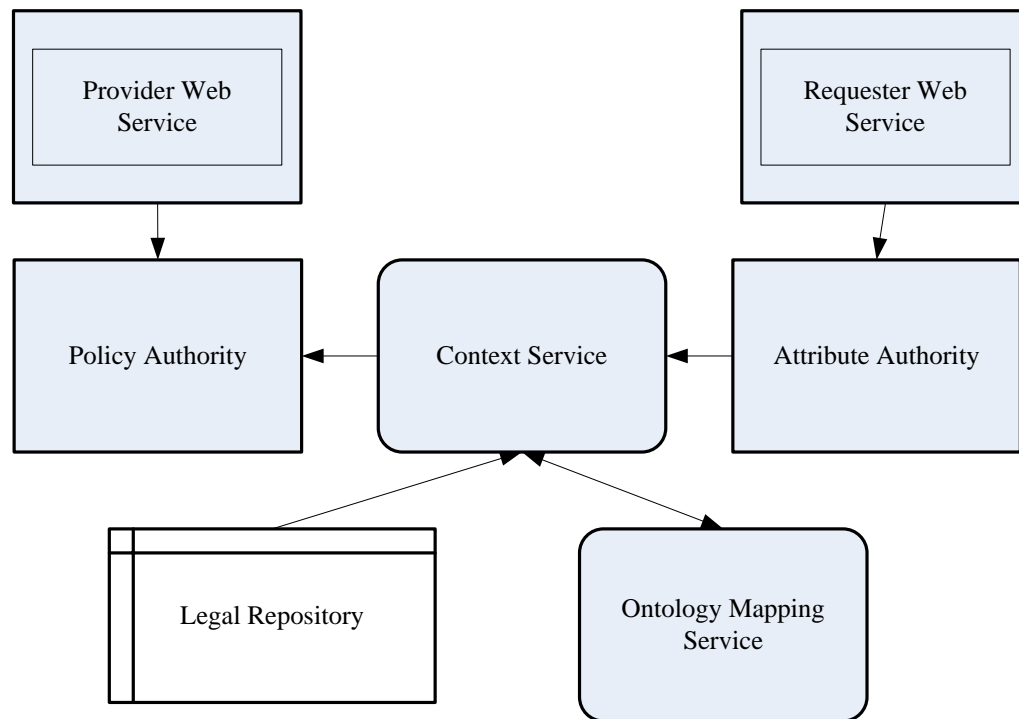 Provider Web
Service
Requester Web
Service
Policy Authority
Context Service
Attribute Authority
Legal Repository
Ontology Mapping
Service